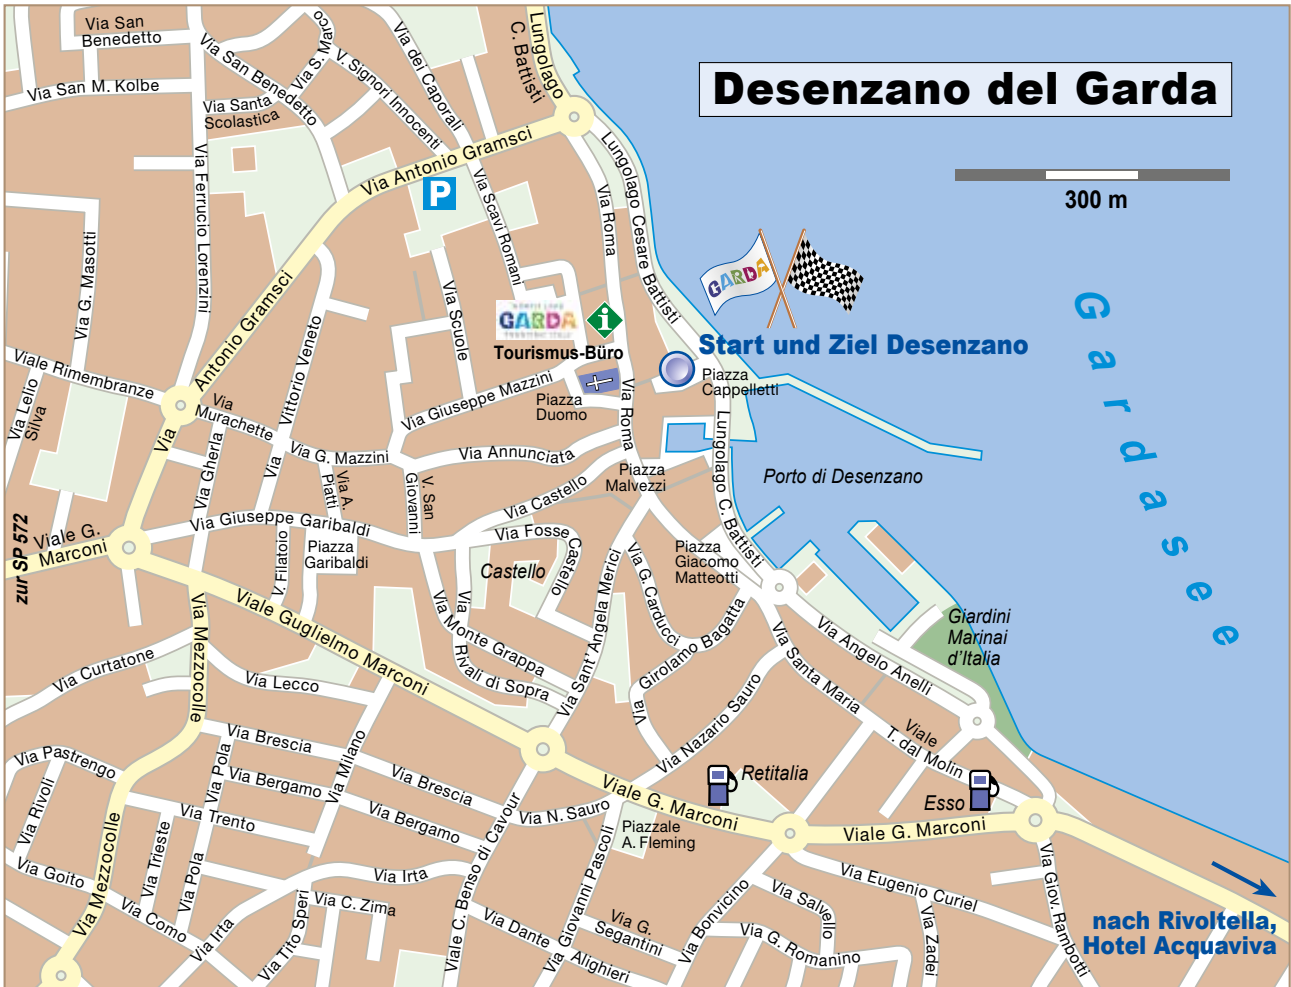 Desenzano del Garda
300 m
Gardasee
Start und Ziel Desenzano
GARDA
GARDA
i
Tourismus-Büro
P
Via San
Benedetto
Via San M. Kolbe
Via San Benedetto
Via S. Marco
V. Signori Innocenti
Via dei Caporali
Lungolago
C. Battisti
Via Santa
Scolastica
Via Antonio Gramsci
Via Ferruccio Lorenzini
Via G. Masotti
Via Scavi Romani
Via Roma
Lungolago Cesare Battisti
Antonio Gramsci
Via
Via Scuole
Via Vittorio Veneto
Viale Rimembranze
Via Lelio
Silva
Via
Murachette
Via Giuseppe Mazzini
Piazza
Duomo
Via Roma
Piazza
Cappelletti
Via Gherla
Via G. Mazzini
Via Annunciata
Via A.
Platti
V. San
Giovanni
Via Castello
Piazza
Malvezzi
Lungolago C. Battisti
Porto di Desenzano
zur SP 572
Viale G.
Marconi
Via Giuseppe Garibaldi
V. Filatoio
Piazza
Garibaldi
Via Fosse
Castello
Castello
Via Sant'Angela Merici
Via G. Carducci
Piazza
Giacomo
Matteotti
Via Girolamo Bagatta
Via Angelo Anelli
Giardini
Marinai
d'Italia
Via Mezzocolle
Viale Guglielmo Marconi
Via Monte Grappa
Via
Rivali di Sopra
Via Santa Maria
Via Curtatone
Via Lecco
Via Nazario Sauro
Viale
T. dal Molin
Via Brescia
Via Milano
Via Pola
Via Pastrengo
Via Rivoli
Via Bergamo
Via Brescia
Viale G. Marconi
Retitalia
Esso
Via Trento
Via Bergamo
Via N. Sauro
Piazzale
A. Fleming
Viale G. Marconi
Via Mezzocolle
Via Trieste
Via Pola
Via Goito
Via Como
Via Irta
Via Irta
Viale C. Benso di Cavour
Via Giovanni Pascoli
Via C. Zima
Via Tito Speri
Via Dante
Alighieri
Via G.
Segantini
Via Bonvicino
Via Salvello
Via G. Romanino
Via Eugenio Curiel
Via Zadei
Via Giov. Rambotti
nach Rivoltella,
Hotel Acquaviva